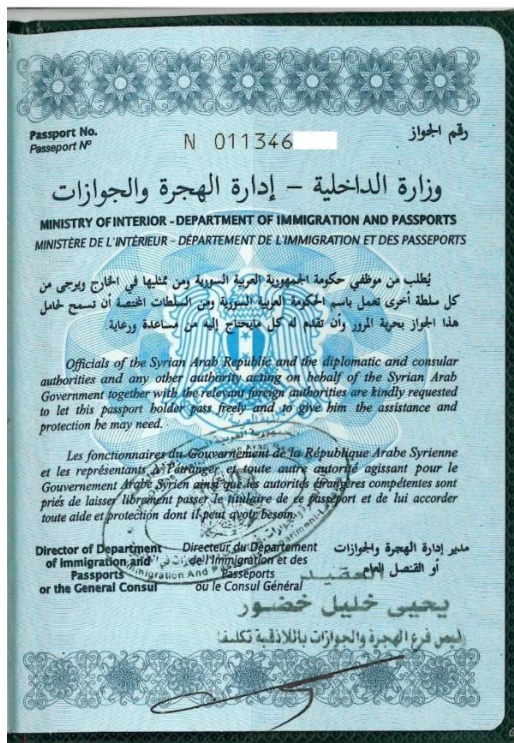 Passport No.
Passeport Nº
N 011346
رقم الجواز
وزارة الداخلية – إدارة الهجرة والجوازات
MINISTRY OF INTERIOR - DEPARTMENT OF IMMIGRATION AND PASSPORTS
MINISTÈRE DE L'INTÉRIEUR - DÉPARTEMENT DE L'IMMIGRATION ET DES PASSEPORTS
يُطلب من موظفي حكومة الجمهورية العربية السورية ومن ممثليها في الخارج ويرجى من
كل سلطة أخرى تعمل باسم الحكومة العربية السورية ومن السلطات المختصة أن تسمح لحامل
هذا الجواز بحرية المرور وأن تقدم له كل مايحتاج إليه من مساعدة ورعاية.
Officials of the Syrian Arab Republic and the diplomatic and consular
authorities and any other authority acting on behalf of the Syrian Arab
Government together with the relevant foreign authorities are kindly requested
to let this passport holder pass freely and to give him the assistance and
protection he may need.
Les fonctionnaires du Gouvernement de la République Arabe Syrienne
et les représentants à l'étranger et toute autre autorité agissant pour le
Gouvernement Arabe Syrien ainsi que les autorités étrangères compétentes sont
priés de laisser librement passer le titulaire de ce passeport et de lui accorder
toute aide et protection dont il peut avoir besoin.
Director of Department
of Immigration and
Passports
or the General Consul
Directeur du Département
de l'Immigration et des
Passeports
ou le Consul Général
مدير إدارة الهجرة والجوازات
أو القنصل العام
العقيد
يحيى خليل خضور
رئيس فرع الهجرة والجوازات باللاذقية تكليفا
Immigration And